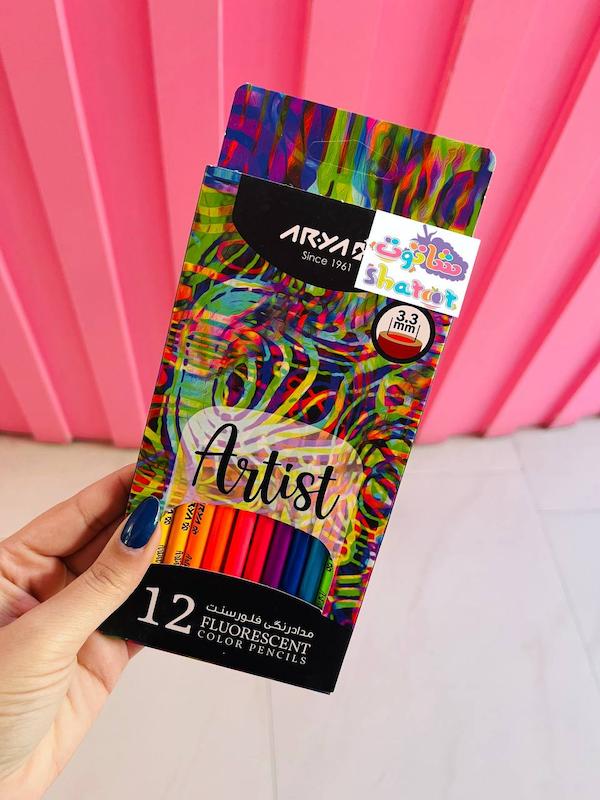 ARYA
Since 1961
شاتوت
shatoot
3.3
mm
Artist
12
مدادرنگی فلورسنت
FLUORESCENT
COLOR PENCILS